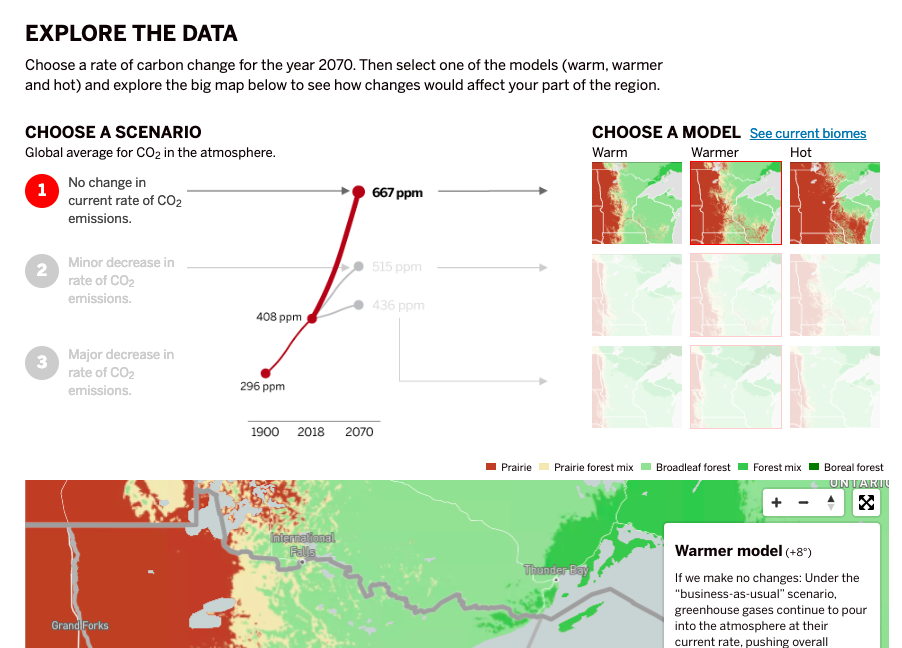 EXPLORE THE DATA
Choose a rate of carbon change for the year 2070. Then select one of the models (warm, warmer
and hot) and explore the big map below to see how changes would affect your part of the region.
CHOOSE A SCENARIO
Global average for CO2 in the atmosphere.
1
No change in
current rate of CO2
emissions.
2
Minor decrease in
rate of CO2
emissions.
3
Major decrease in
rate of CO2
emissions.
667 ppm
515 ppm
436 ppm
408 ppm
296 ppm
1900 2018 2070
CHOOSE A MODEL See current biomes
Warm Warmer Hot
Prairie Prairie forest mix Broadleaf forest Forest mix Boreal forest
ONTARIO
International
Falls
Thunder Bay
Grand Forks
Warmer model (+8°)
If we make no changes: Under the
“business-as-usual” scenario,
greenhouse gases continue to pour
into the atmosphere at their
current rate, pushing overall